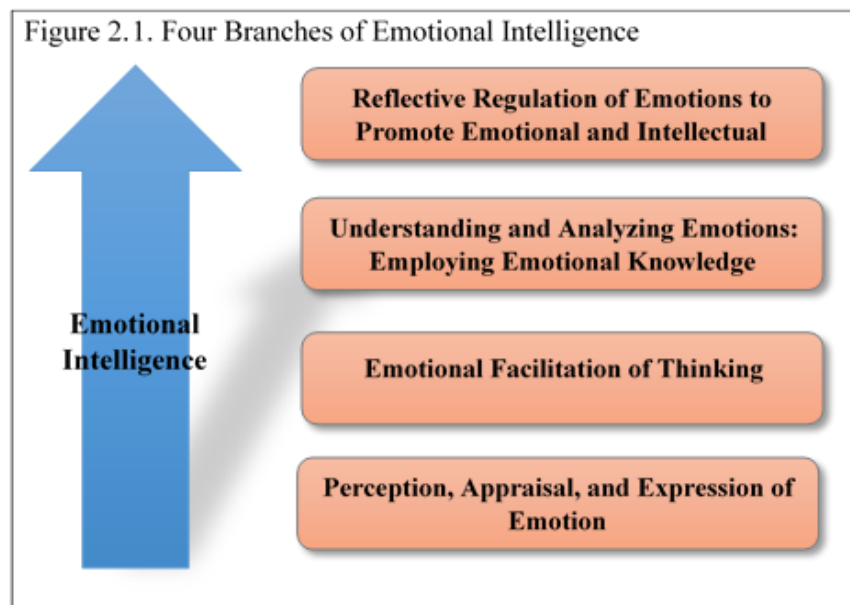 Figure 2.1. Four Branches of Emotional Intelligence
Reflective Regulation of Emotions to
Promote Emotional and Intellectual
Understanding and Analyzing Emotions:
Employing Emotional Knowledge
Emotional
Intelligence
Emotional Facilitation of Thinking
Perception, Appraisal, and Expression of
Emotion